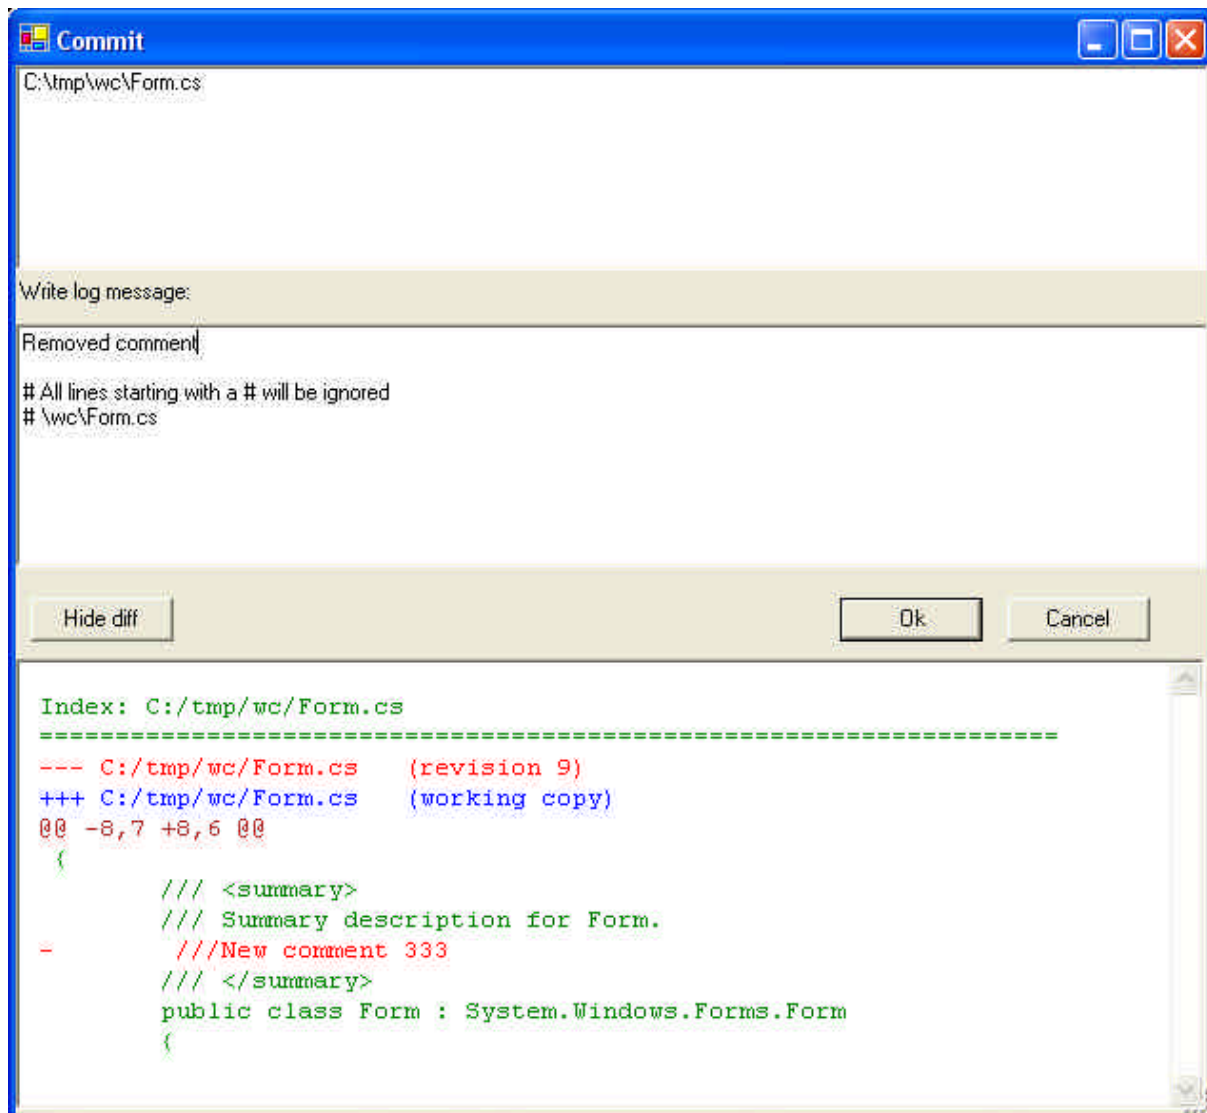 Commit
C:\tmp\wc\Form.cs
Write log message:
Removed comment
# All lines starting with a # will be ignored
# \wc\Form.cs
Hide diff Ok Cancel
Index: C:/tmp/wc/Form.cs
===================================================================
--- C:/tmp/wc/Form.cs (revision 9)
+++ C:/tmp/wc/Form.cs (working copy)
@@ -8,7 +8,6 @@
{
/// <summary>
/// Summary description for Form.
- ///New comment 333
/// </summary>
public class Form : System.Windows.Forms.Form
{